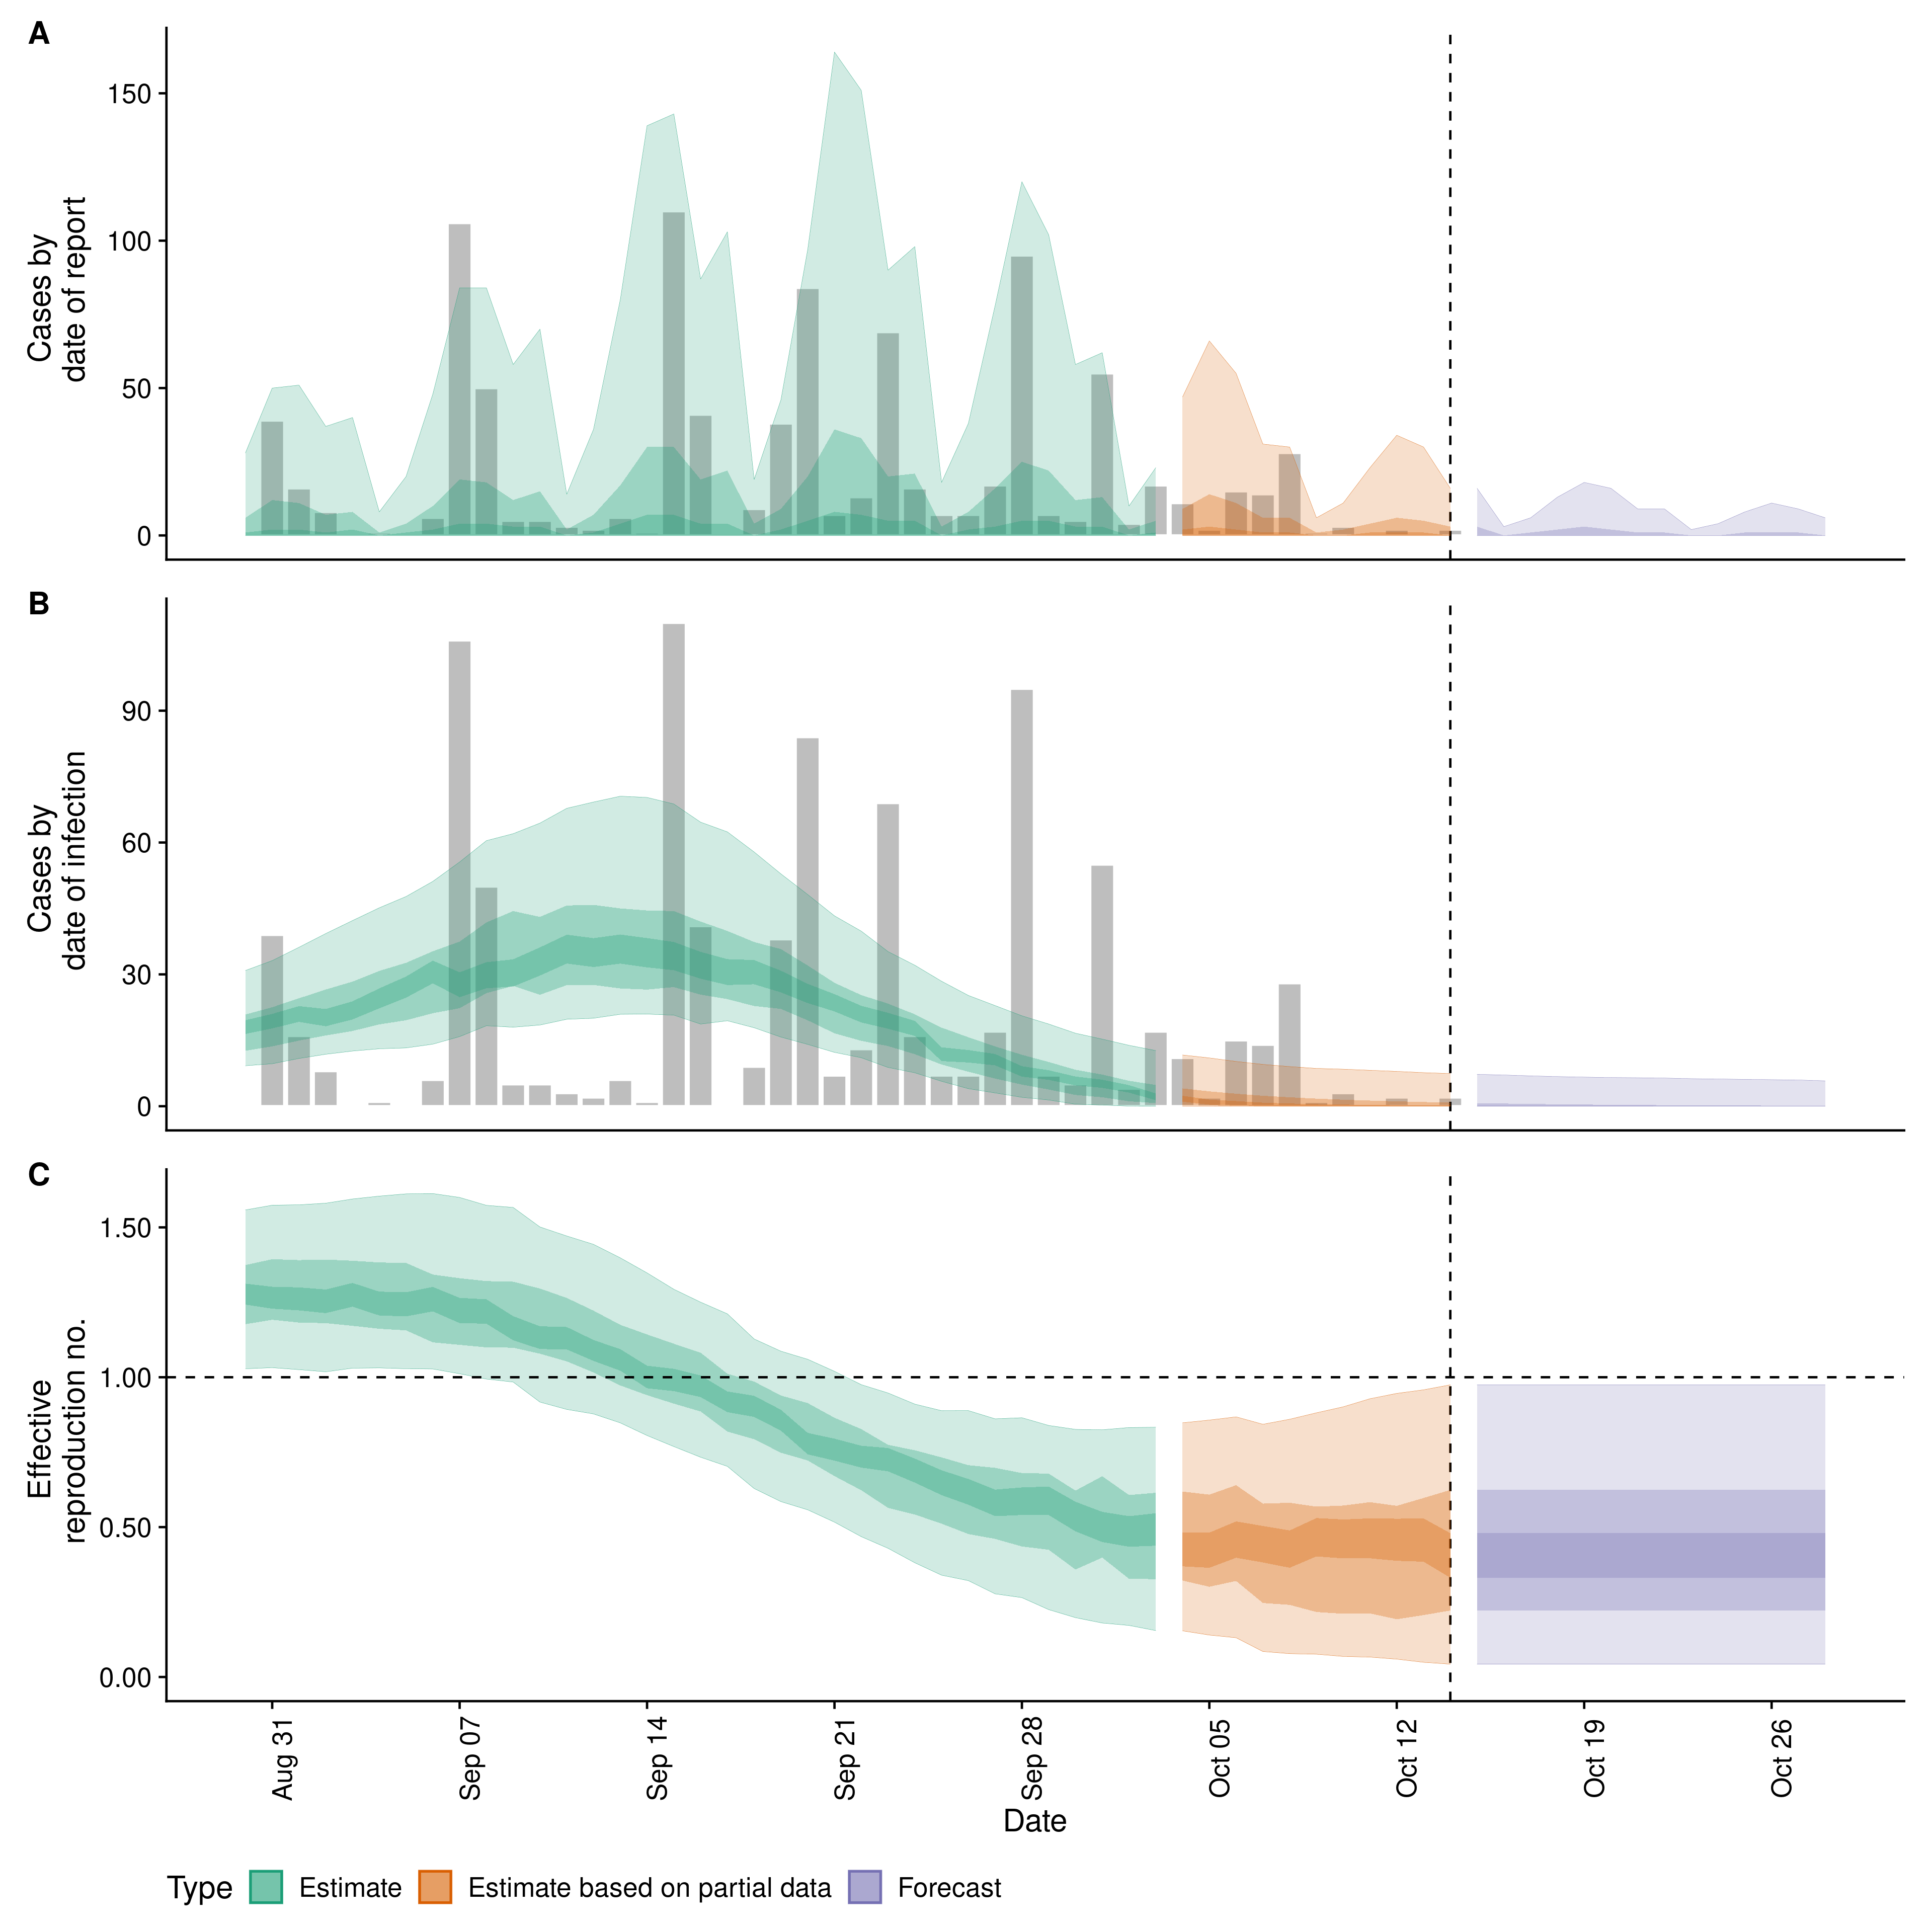 A
Cases by
date of report
150
100
50
0
B
Cases by
date of infection
90
60
30
0
C
Effective
reproduction no.
1.50
1.00
0.50
0.00
Aug 31
Sep 07
Sep 14
Sep 21
Sep 28
Oct 05
Oct 12
Oct 19
Oct 26
Date
Type Estimate Estimate based on partial data Forecast